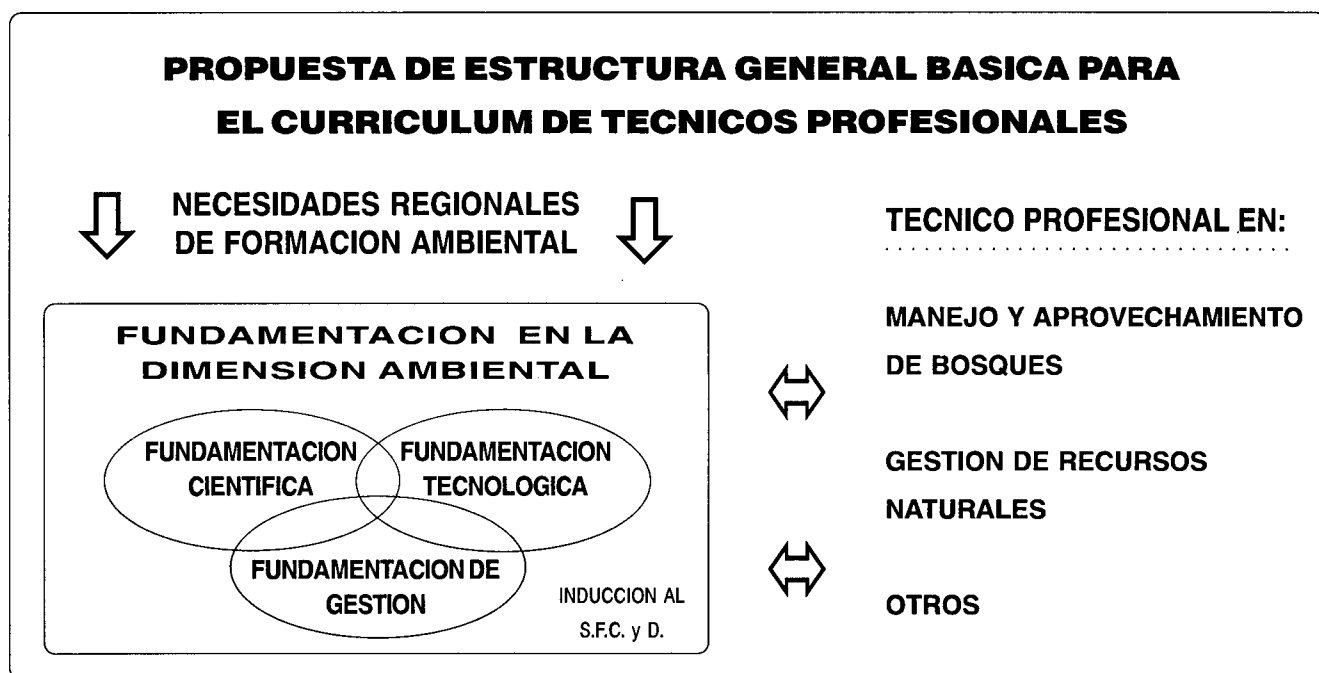 PROPUESTA DE ESTRUCTURA GENERAL BASICA PARA
EL CURRICULUM DE TECNICOS PROFESIONALES
NECESIDADES REGIONALES
DE FORMACION AMBIENTAL
FUNDAMENTACION EN LA
DIMENSION AMBIENTAL
FUNDAMENTACION
CIENTIFICA
FUNDAMENTACION
TECNOLOGICA
FUNDAMENTACION DE
GESTION
INDUCCION AL
S.F.C. y D.
TECNICO PROFESIONAL EN:
MANEJO Y APROVECHAMIENTO
DE BOSQUES
GESTION DE RECURSOS
NATURALES
OTROS